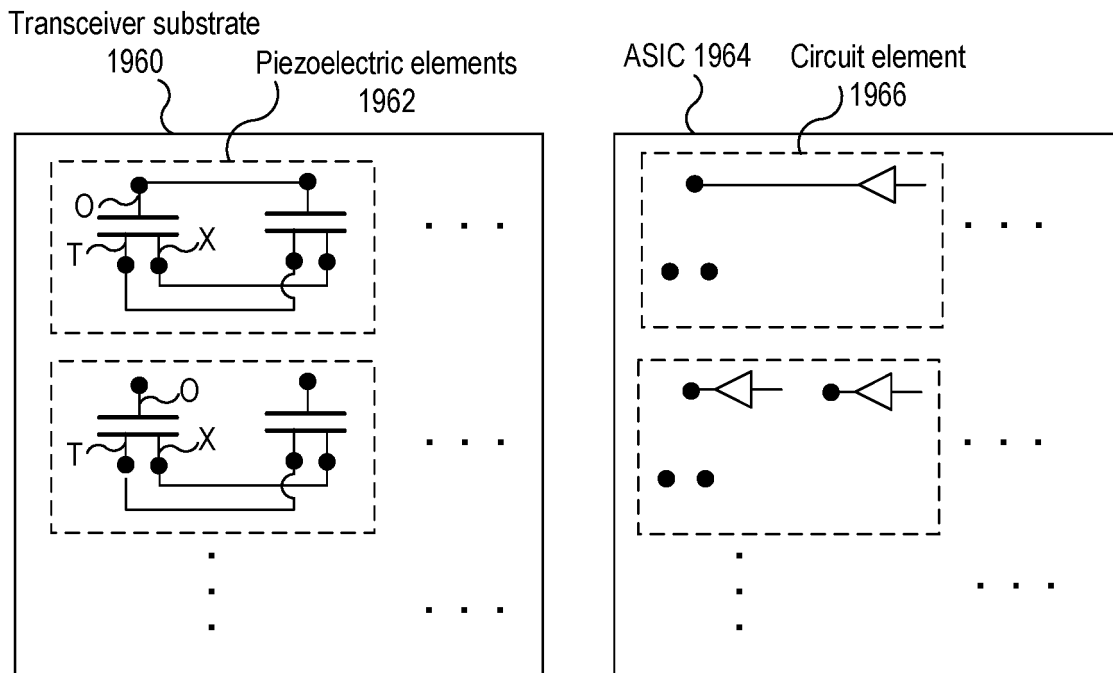 Transceiver substrate
1960
Piezoelectric elements
1962
ASIC 1964
Circuit element
1966
O
T
X
O
T
X